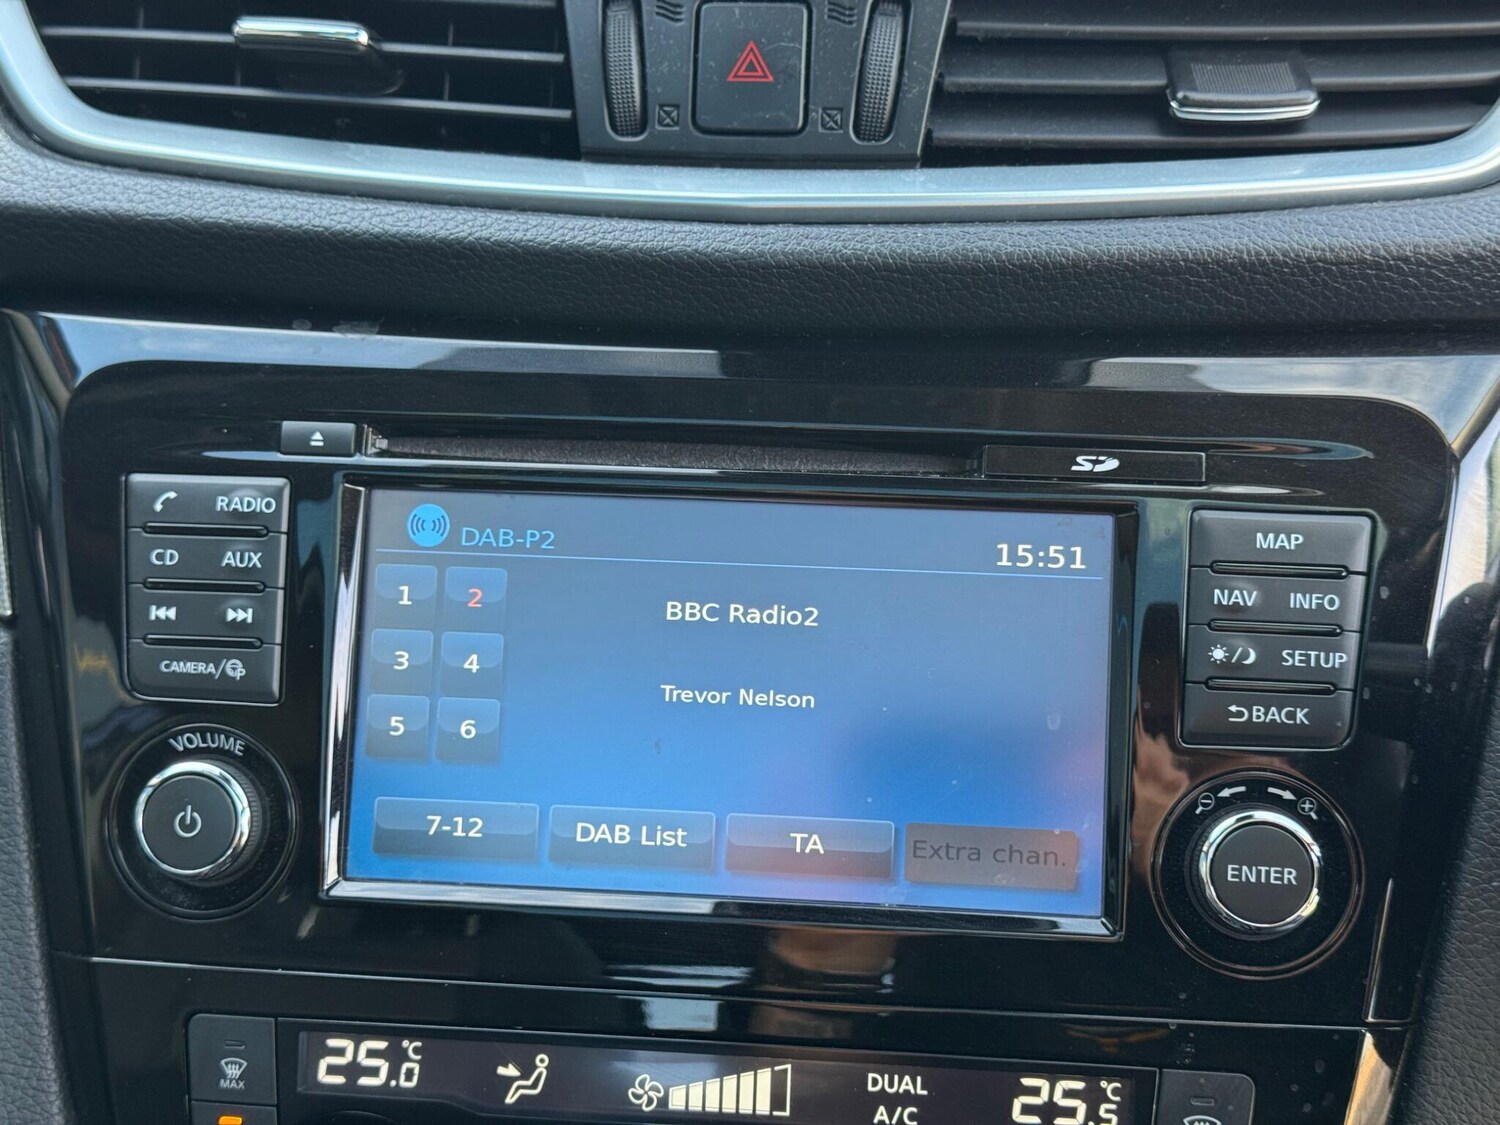 RADIO
CD AUX
CAMERA/
VOLUME
SD
DAB-P2
15:51
1 2
3 4
5 6
BBC Radio2
Trevor Nelson
7-12 DAB List TA Extra chan.
MAP
NAV INFO
SETUP
BACK
ENTER
MAX
25.0 °C
DUAL
A/C
25.5 °C